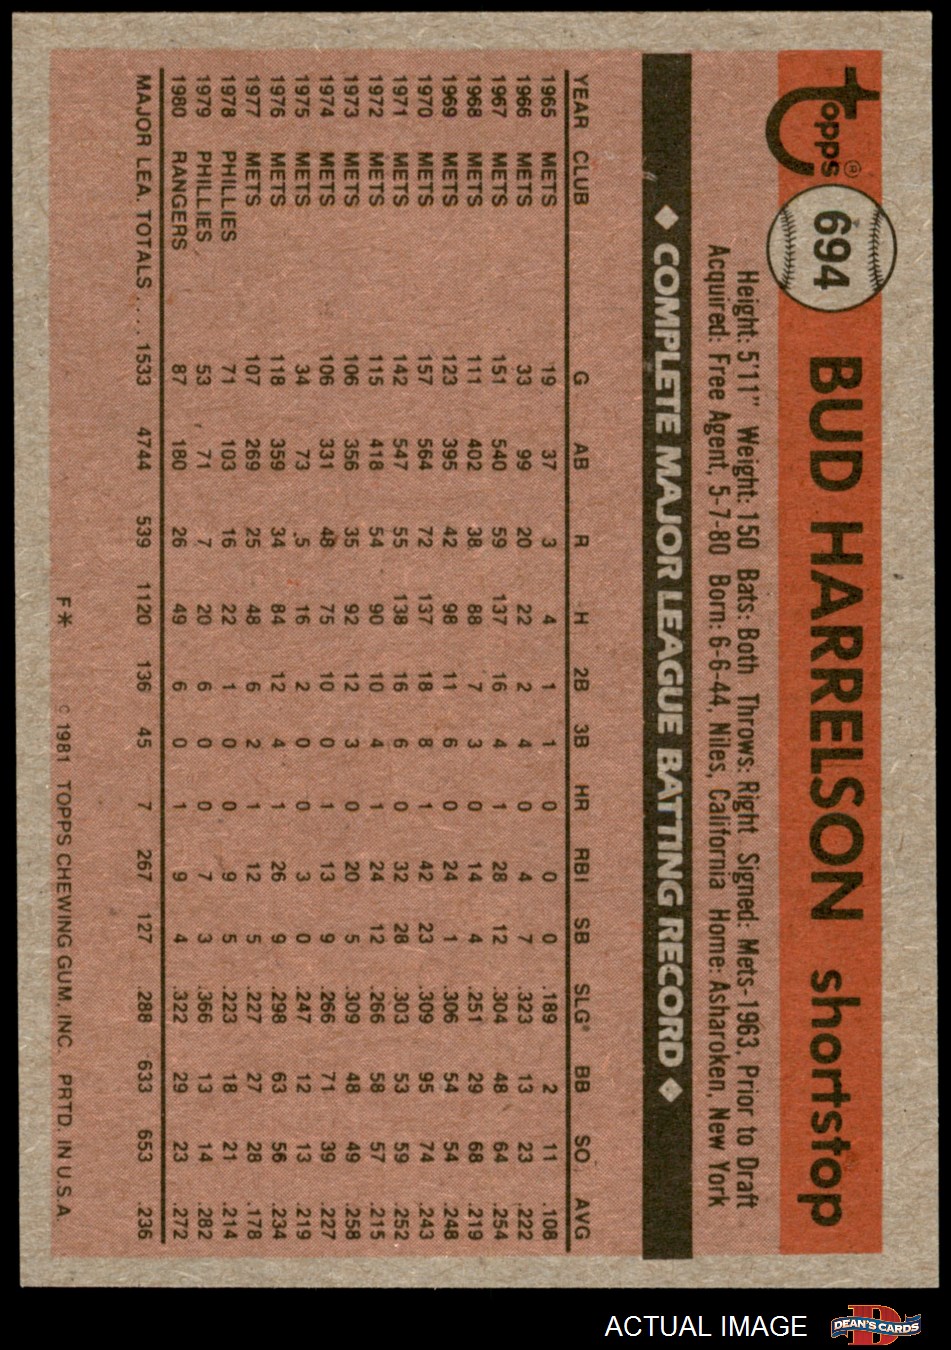 Topps® 694 BUD HARRELSON shortstop
Height: 5'11" Weight: 150 Bats: Both Throws: Right Signed: Mets-1963, Prior to Draft
Acquired: Free Agent, 5-7-80 Born: 6-6-44, Niles, California Home: Asharoken, New York
◆ COMPLETE MAJOR LEAGUE BATTING RECORD ◆
YEAR CLUB G AB R H 2B 3B HR RBI SB SLG* BB SO AVG
1965 METS 19 37 3 4 1 1 0 0 0 .189 2 11 .108
1966 METS 33 99 20 22 2 4 0 4 7 .323 13 23 .222
1967 METS 151 540 59 137 16 4 1 28 12 .304 48 64 .254
1968 METS 111 402 38 88 7 3 0 14 4 .251 29 68 .219
1969 METS 123 395 42 98 11 6 0 24 1 .306 54 54 .248
1970 METS 157 564 72 137 18 8 1 42 23 .309 95 74 .243
1971 METS 142 547 55 138 16 6 0 32 28 .303 53 59 .252
1972 METS 115 418 54 90 10 4 1 24 12 .266 58 57 .215
1973 METS 106 356 35 92 12 3 0 20 5 .309 48 49 .258
1974 METS 106 331 48 75 10 0 1 13 9 .266 71 39 .227
1975 METS 34 73 5 16 2 0 0 3 0 .247 12 13 .219
1976 METS 118 359 34 84 12 4 1 26 9 .298 63 56 .234
1977 METS 107 269 25 48 6 2 1 12 5 .227 27 28 .178
1978 PHILLIES 71 103 16 22 1 0 0 9 5 .223 18 21 .214
1979 PHILLIES 53 71 7 20 6 0 0 7 3 .366 13 14 .282
1980 RANGERS 87 180 26 49 6 0 1 9 4 .322 29 23 .272
MAJOR LEA. TOTALS .... 1533 4744 539 1120 136 45 7 267 127 .288 633 653 .236
F* © 1981 TOPPS CHEWING GUM, INC. PRTD. IN U.S.A.
ACTUAL IMAGE D DEAN'S CARDS